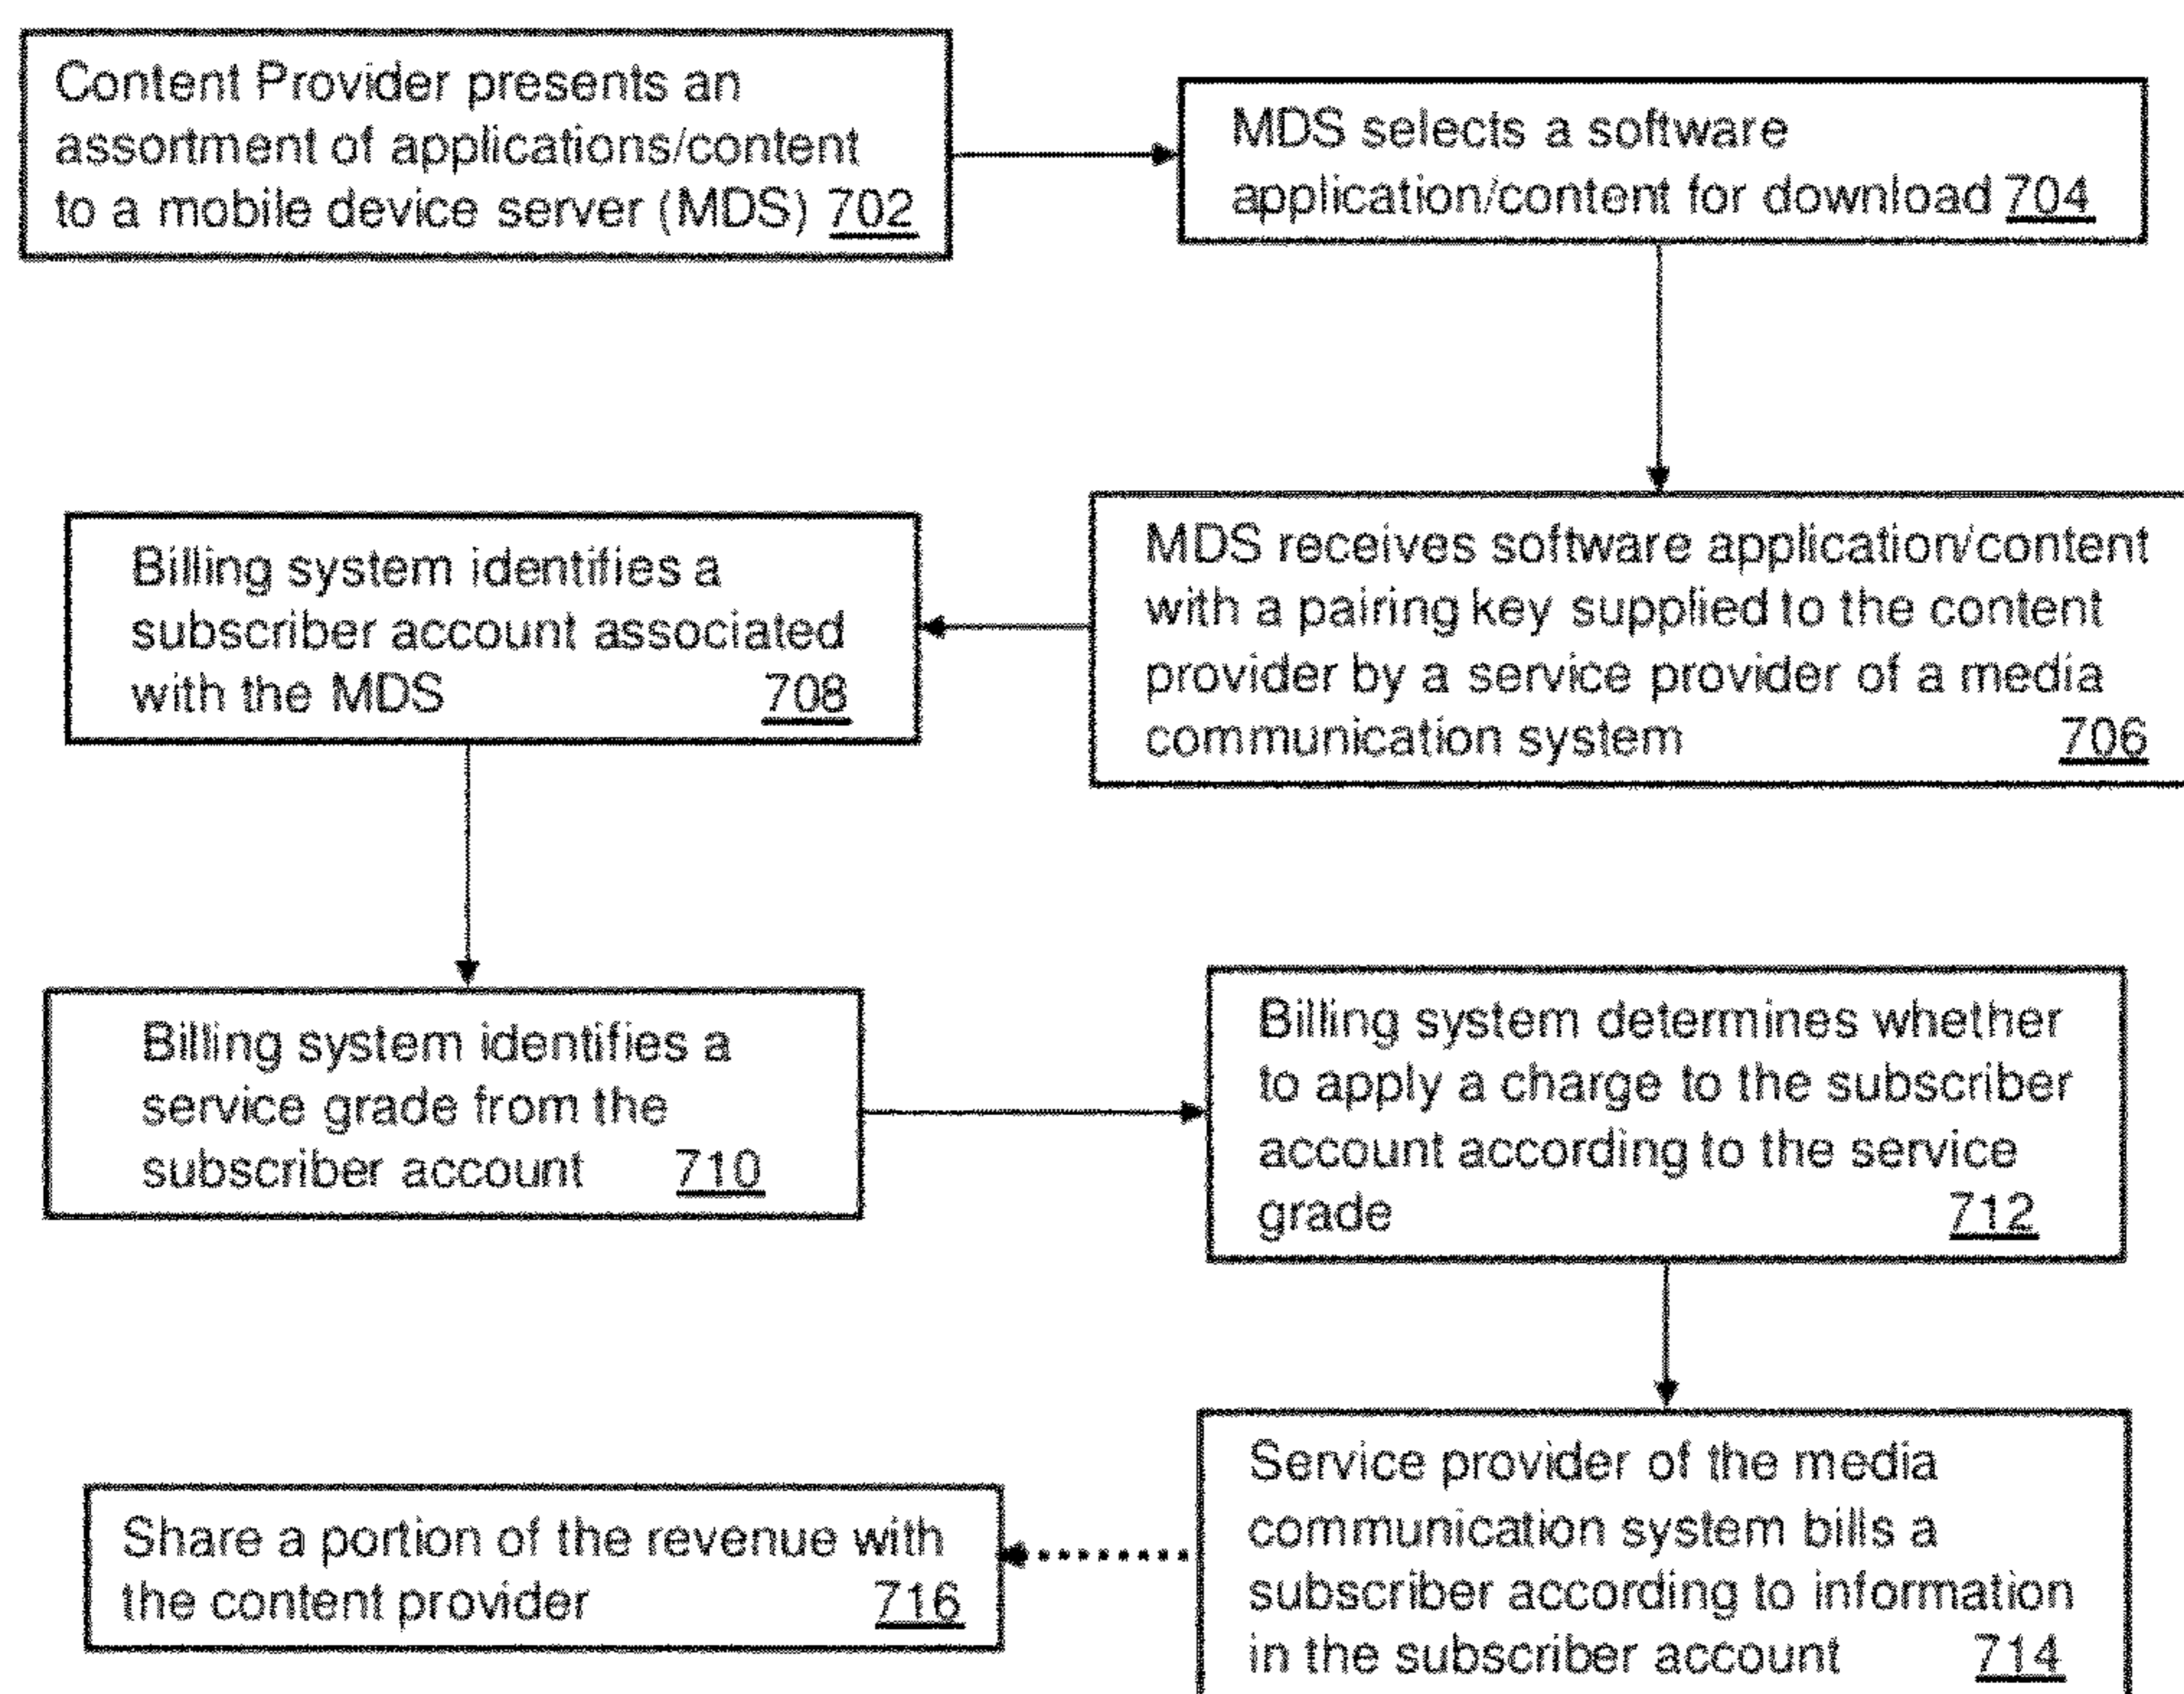 Content Provider presents an
assortment of applications/content
to a mobile device server (MDS) 702
MDS selects a software
application/content for download 704
MDS receives software application/content
with a pairing key supplied to the content
provider by a service provider of a media
communication system 706
Billing system identifies a
subscriber account associated
with the MDS 708
Billing system identifies a
service grade from the
subscriber account 710
Billing system determines whether
to apply a charge to the subscriber
account according to the service
grade 712
Service provider of the media
communication system bills a
subscriber according to information
in the subscriber account 714
Share a portion of the revenue with
the content provider 716